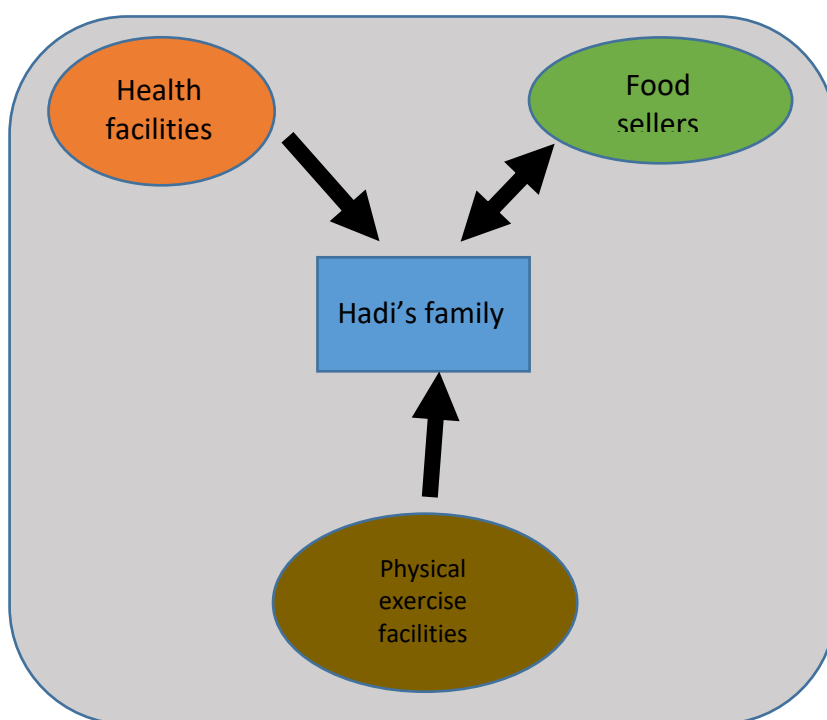 Health
facilities
Food
sellers
Hadi’s family
Physical
exercise
facilities